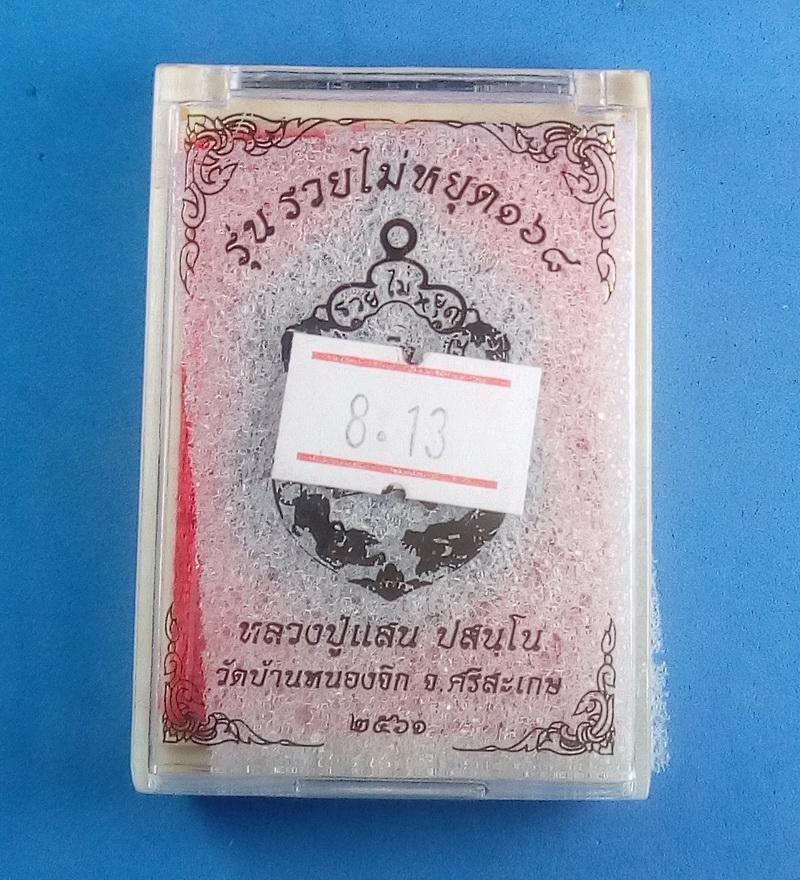 รุ่น รวยไม่หยุด๑๖๘
รวย ไม่ หยุด
8.13
หลวงปู่แสน ปสนฺโน
วัดบ้านหนองจิก จ.ศรีสะเกษ
๒๕๖๑